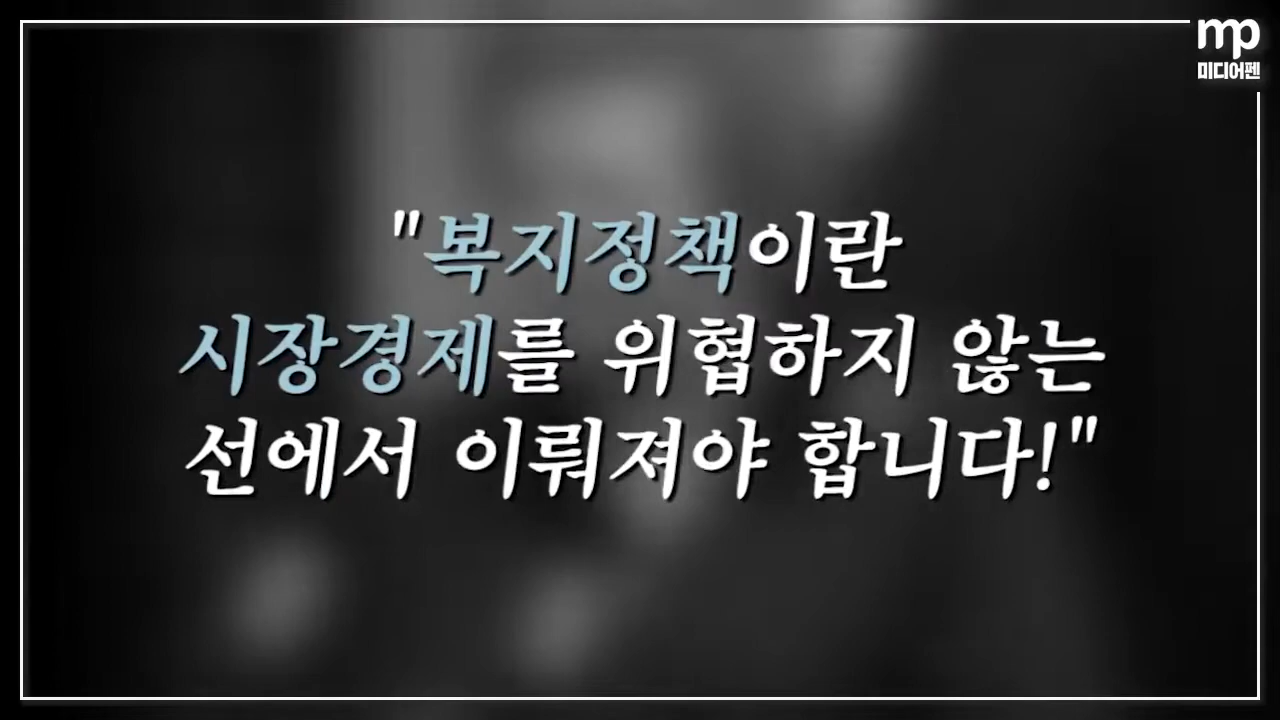 mp
미디어펜
"복지정책이란
시장경제를 위협하지 않는
선에서 이뤄져야 합니다!"